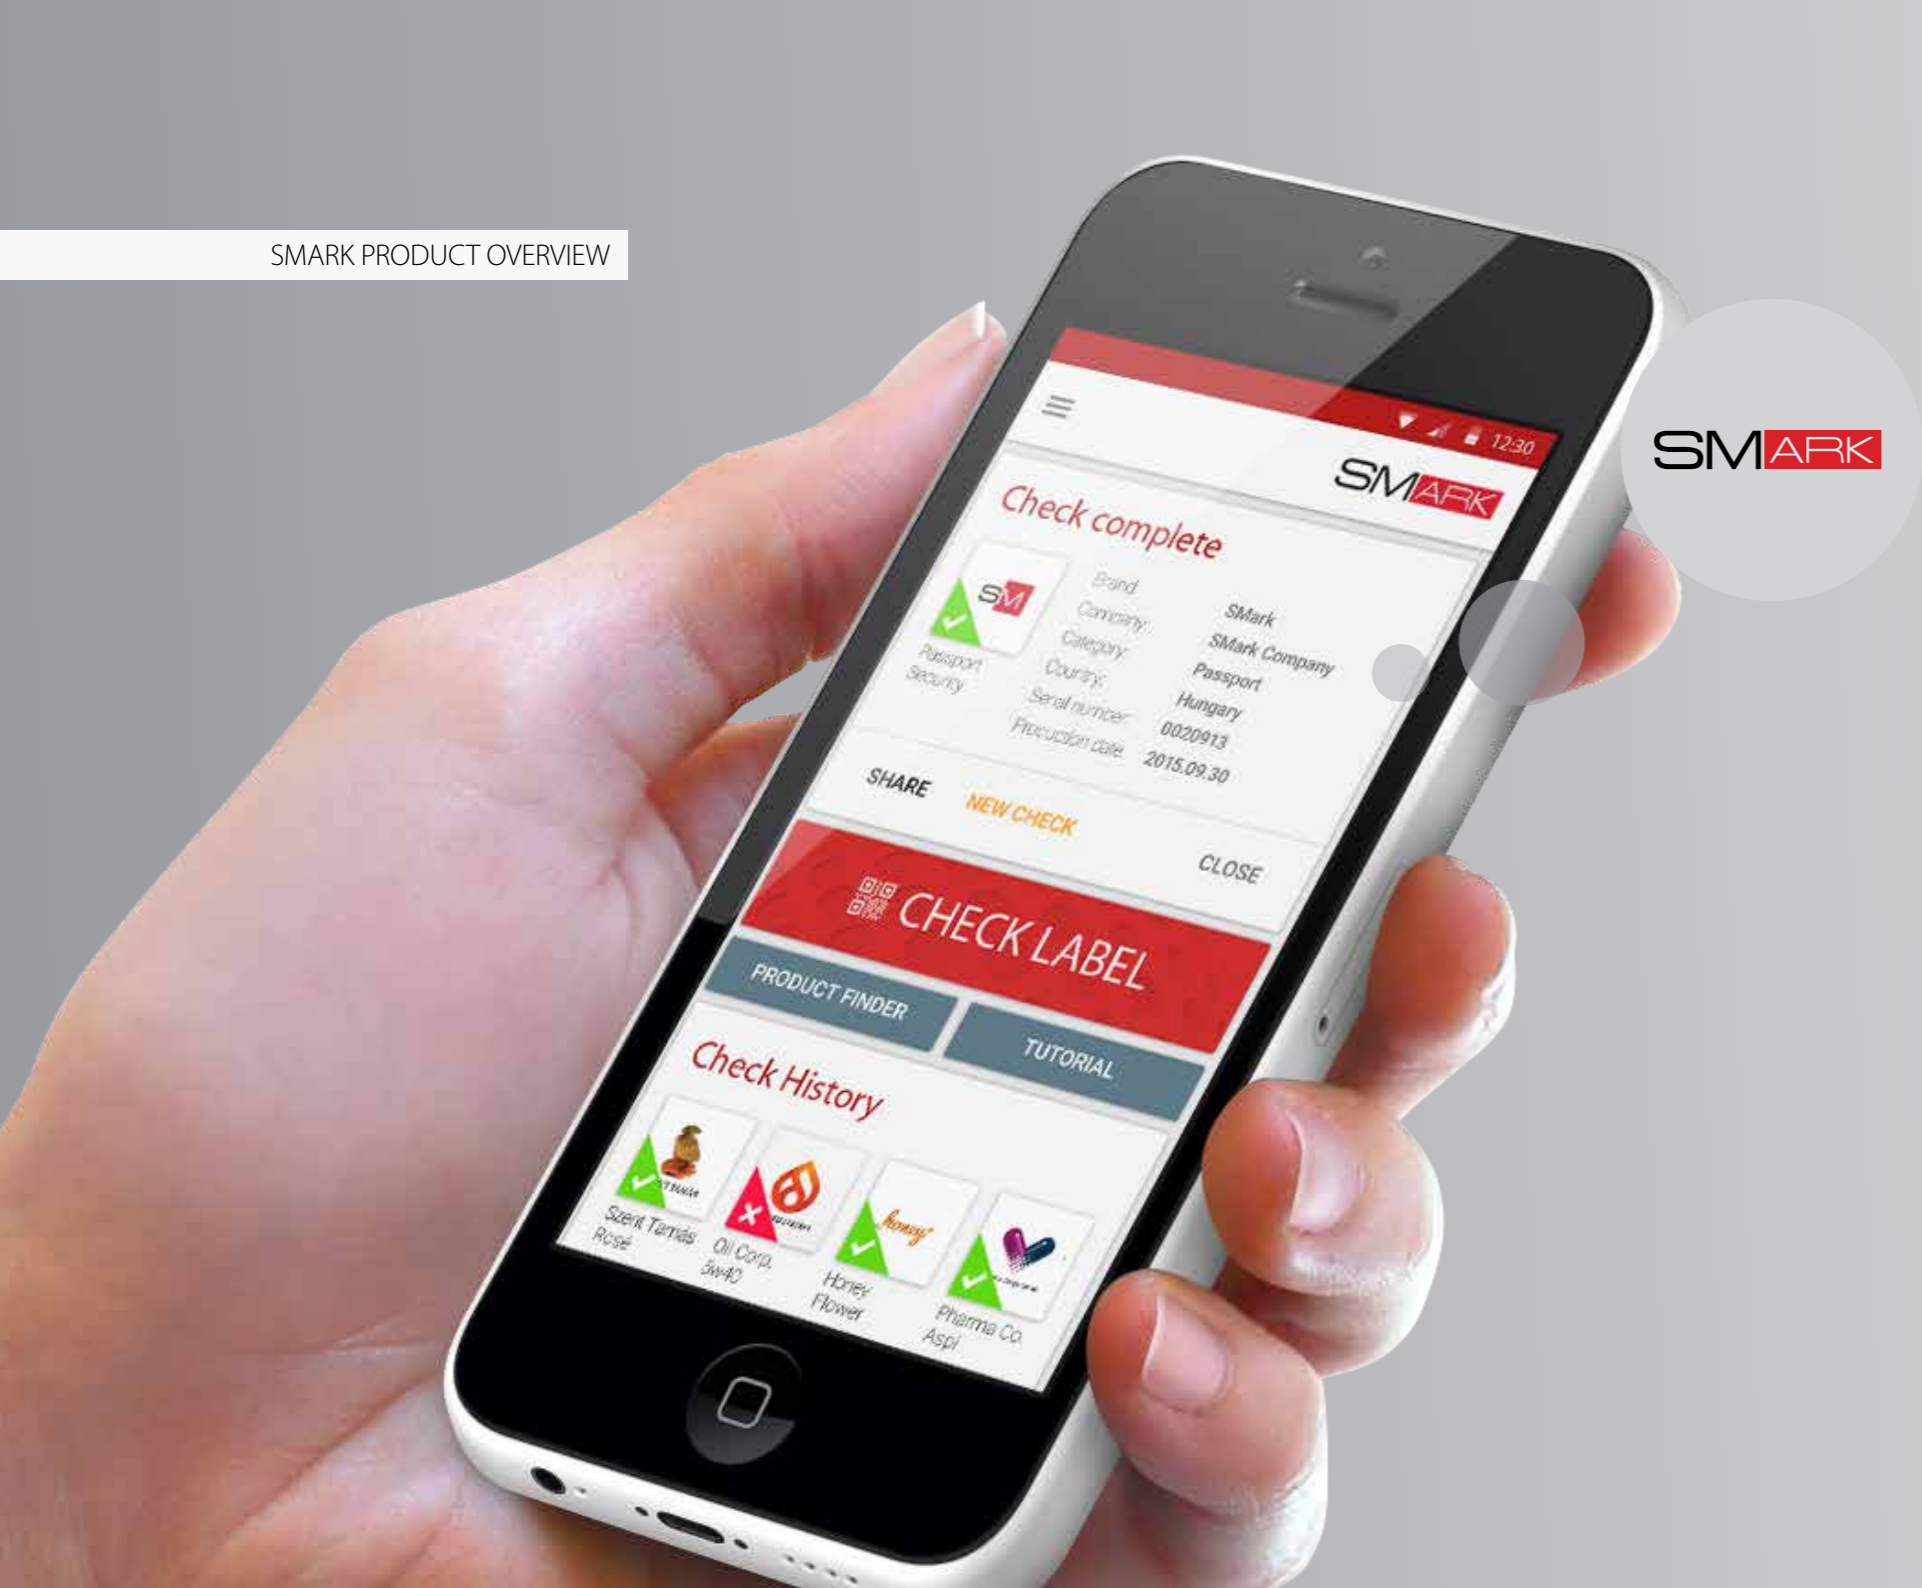 SMARK PRODUCT OVERVIEW
12:30
SMARK
SMARK
Check complete
SM
Passport
Security
Brand: SMark
Company: SMark Company
Category: Passport
Country: Hungary
Serial number: 0020913
Production date: 2015.09.30
SHARE NEW CHECK CLOSE
CHECK LABEL
PRODUCT FINDER TUTORIAL
Check History
honey
Szent Tamás
Rosé
Oil Corp.
5w40
Honey
Flower
Pharma Co.
Aspi